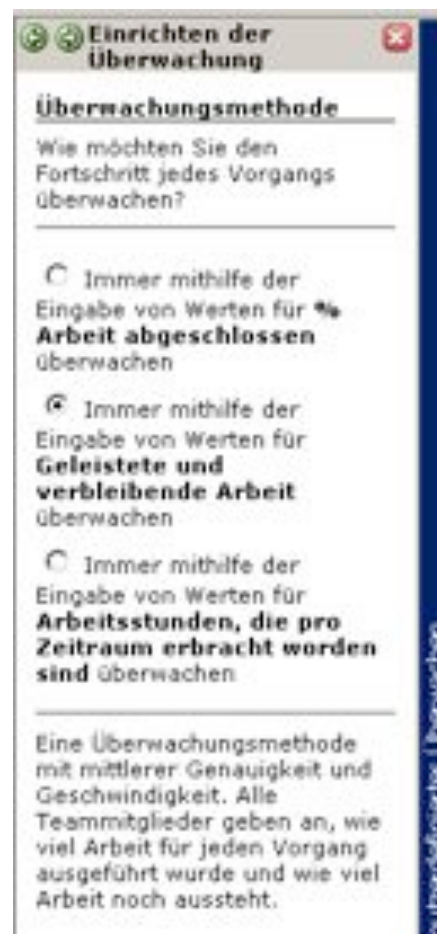 Einrichten der
Überwachung
Überwachungsmethode
Wie möchten Sie den
Fortschritt jedes Vorgangs
überwachen?
Immer mithilfe der
Eingabe von Werten für %
Arbeit abgeschlossen
überwachen
Immer mithilfe der
Eingabe von Werten für
Geleistete und
verbleibende Arbeit
überwachen
Immer mithilfe der
Eingabe von Werten für
Arbeitsstunden, die pro
Zeitraum erbracht worden
sind überwachen
Eine Überwachungsmethode
mit mittlerer Genauigkeit und
Geschwindigkeit. Alle
Teammitglieder geben an, wie
viel Arbeit für jeden Vorgang
ausgeführt wurde und wie viel
Arbeit noch aussteht.
Überwachen